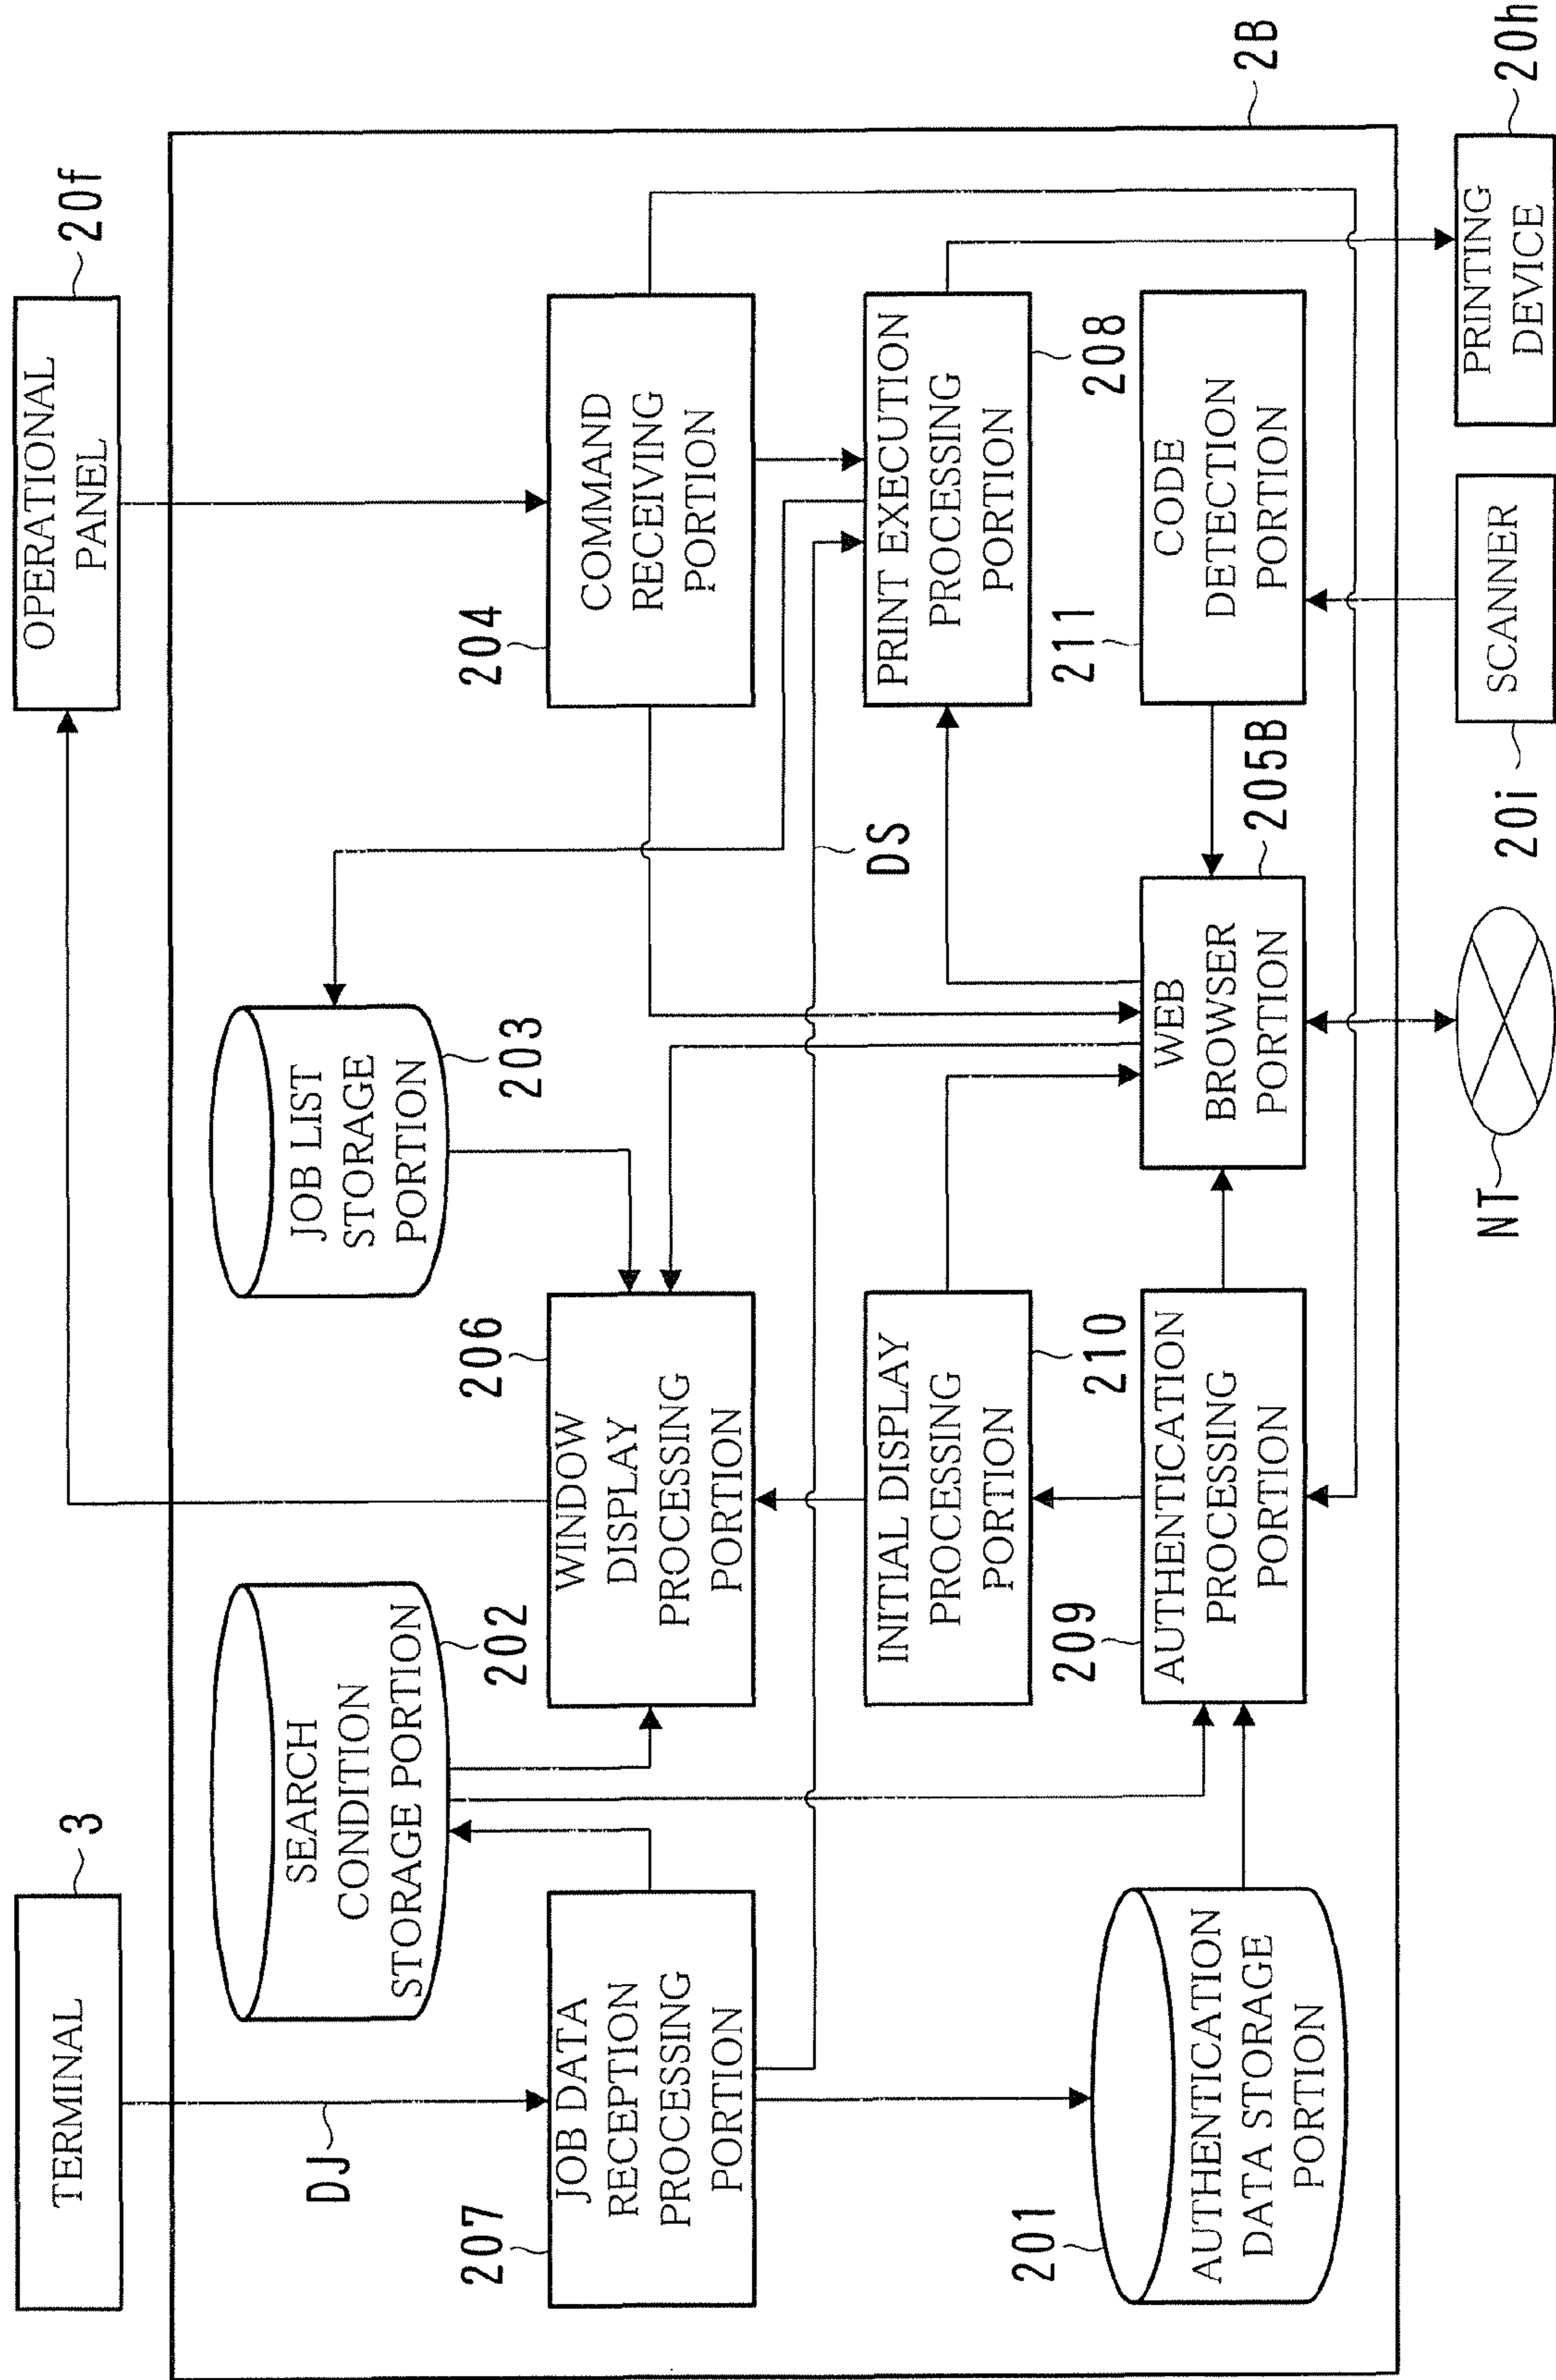 TERMINAL
3
OPERATIONAL
PANEL
20f
2B
DJ
SEARCH
CONDITION
STORAGE PORTION
202
JOB LIST
STORAGE
PORTION
203
207
JOB DATA
RECEPTION
PROCESSING
PORTION
206
WINDOW
DISPLAY
PROCESSING
PORTION
204
COMMAND
RECEIVING
PORTION
DS
INITIAL DISPLAY
PROCESSING
PORTION
210
PRINT EXECUTION
PROCESSING
PORTION
208
201
AUTHENTICATION
DATA STORAGE
PORTION
209
AUTHENTICATION
PROCESSING
PORTION
WEB
BROWSER
PORTION
205B
211
CODE
DETECTION
PORTION
NT
20i
SCANNER
PRINTING
DEVICE
20h